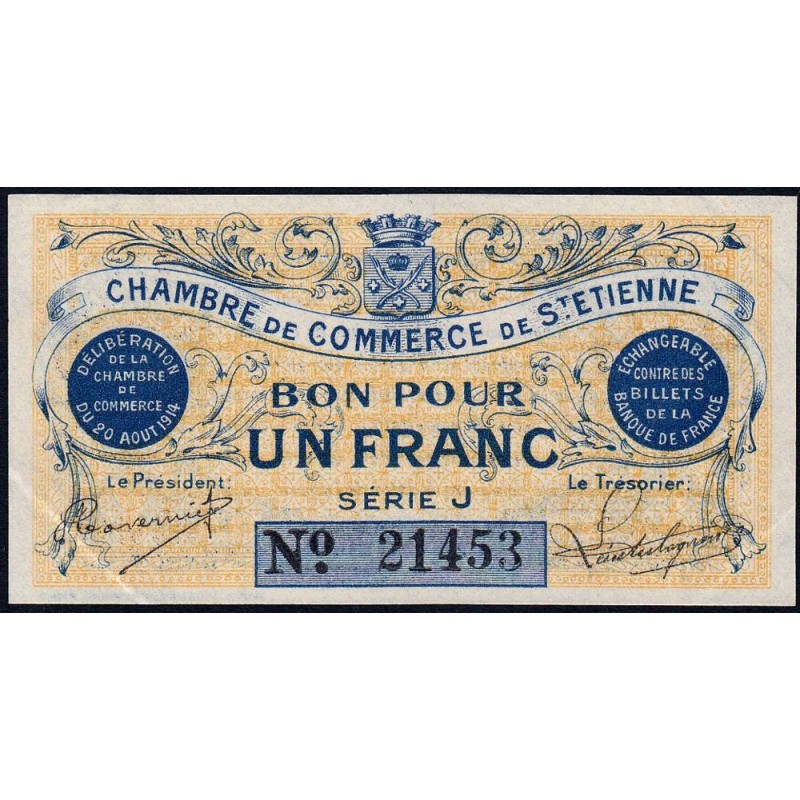 CHAMBRE DE COMMERCE DE ST ETIENNE
DELIBÉRATION
DE LA
CHAMBRE
DE
COMMERCE
DU 20 AOUT 1914
ÉCHANGEABLE
CONTRE DES
BILLETS
DE LA
BANQUE DE FRANCE
BON POUR
UN FRANC
Le Président:
Le Trésorier:
SÉRIE J
No. 21453